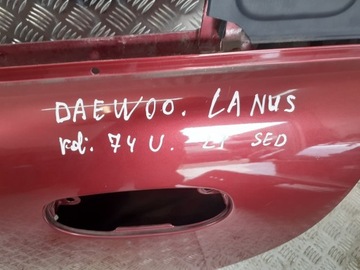 DAEWOO. LANUS
kol: 74 U. LT SED